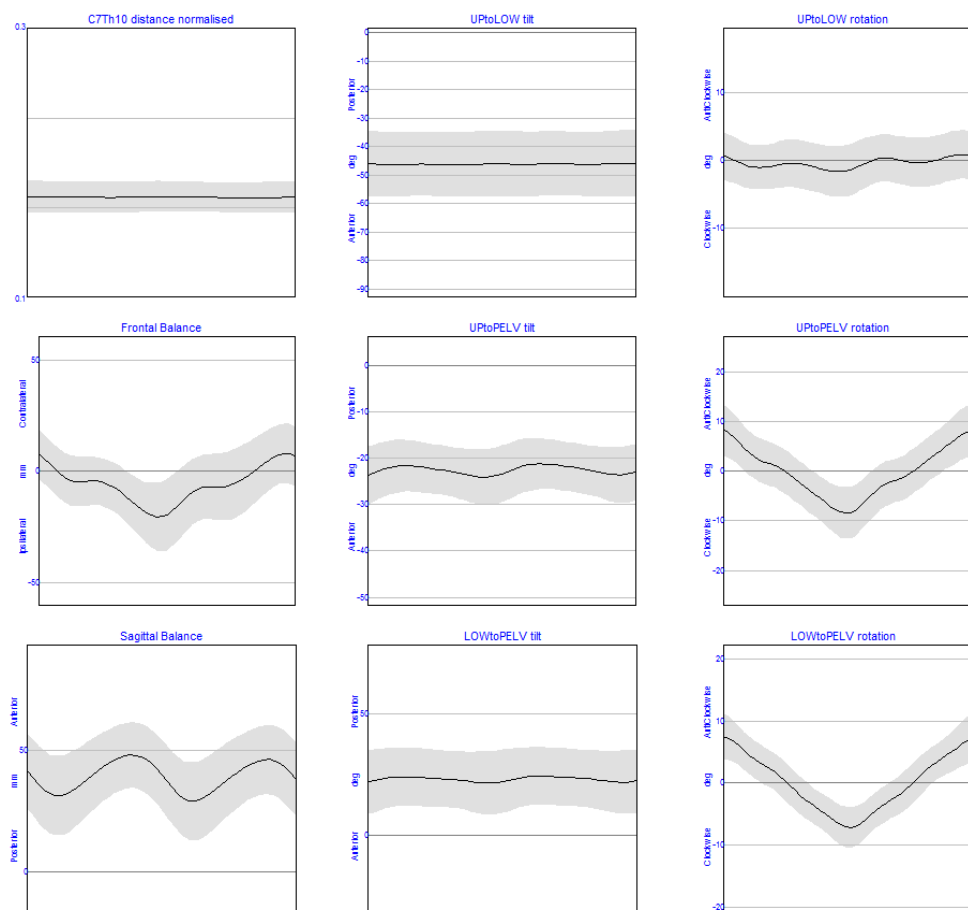 C7Th10 distance normalised
0.3
0.1
UPtoLOW tilt
Posterior
deg
Anterior
0
-10
-20
-30
-40
-50
-60
-70
-80
-90
UPtoLOW rotation
AntiClockwise
deg
Clockwise
10
0
-10
Frontal Balance
Contralateral
mm
Ipsilateral
50
0
-50
UPtoPELV tilt
Posterior
deg
Anterior
0
-10
-20
-30
-40
-50
UPtoPELV rotation
AntiClockwise
deg
Clockwise
20
10
0
-10
-20
Sagittal Balance
Anterior
mm
Posterior
50
0
LOWtoPELV tilt
Posterior
deg
Anterior
50
0
LOWtoPELV rotation
AntiClockwise
deg
Clockwise
20
10
0
-10
-20